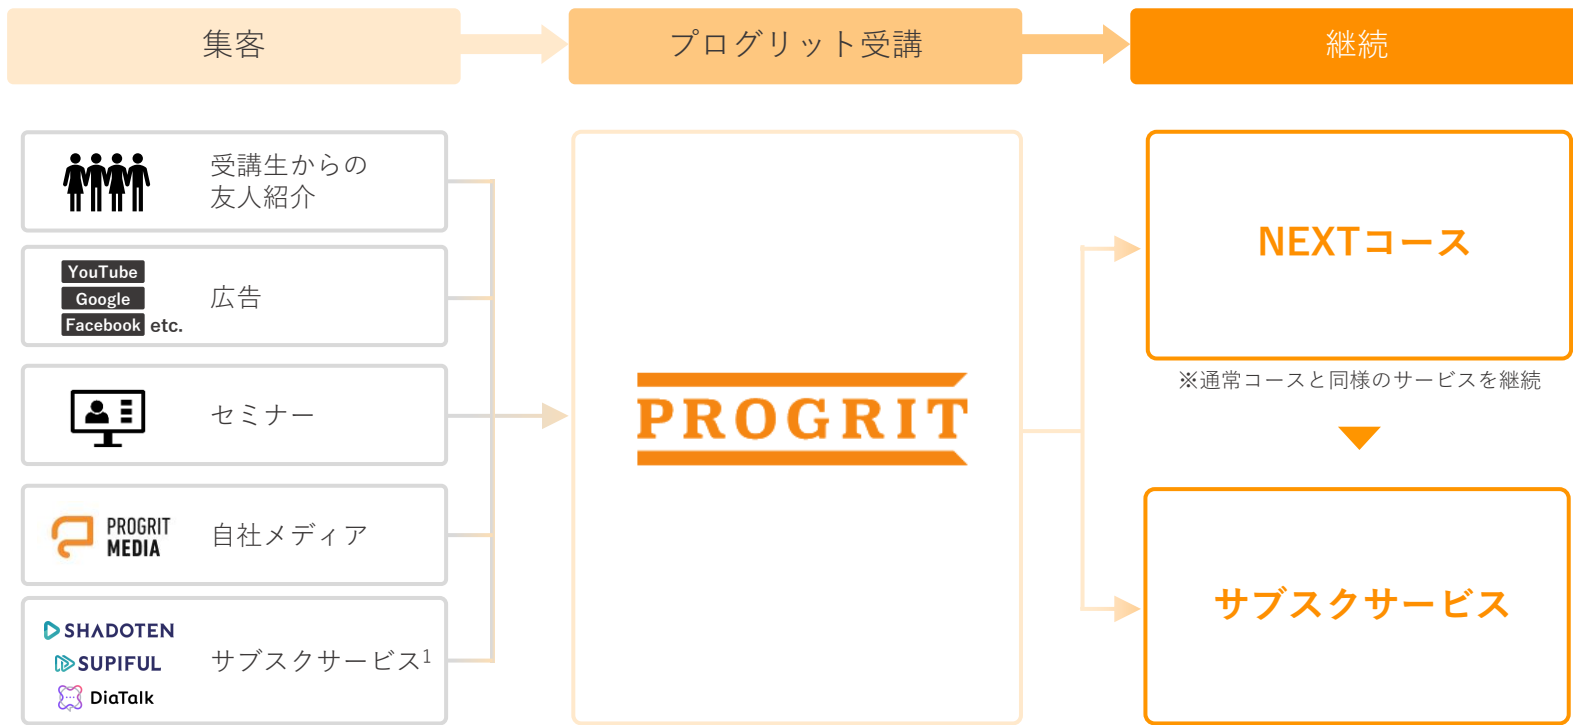 集客
プログリット受講
継続
受講生からの
友人紹介
YouTube
Google
Facebook etc.
広告
セミナー
PROGRIT
MEDIA
自社メディア
SHADOTEN
SUPIFUL
DiaTalk
サブスクサービス1
PROGRIT
NEXTコース
※通常コースと同様のサービスを継続
サブスクサービス